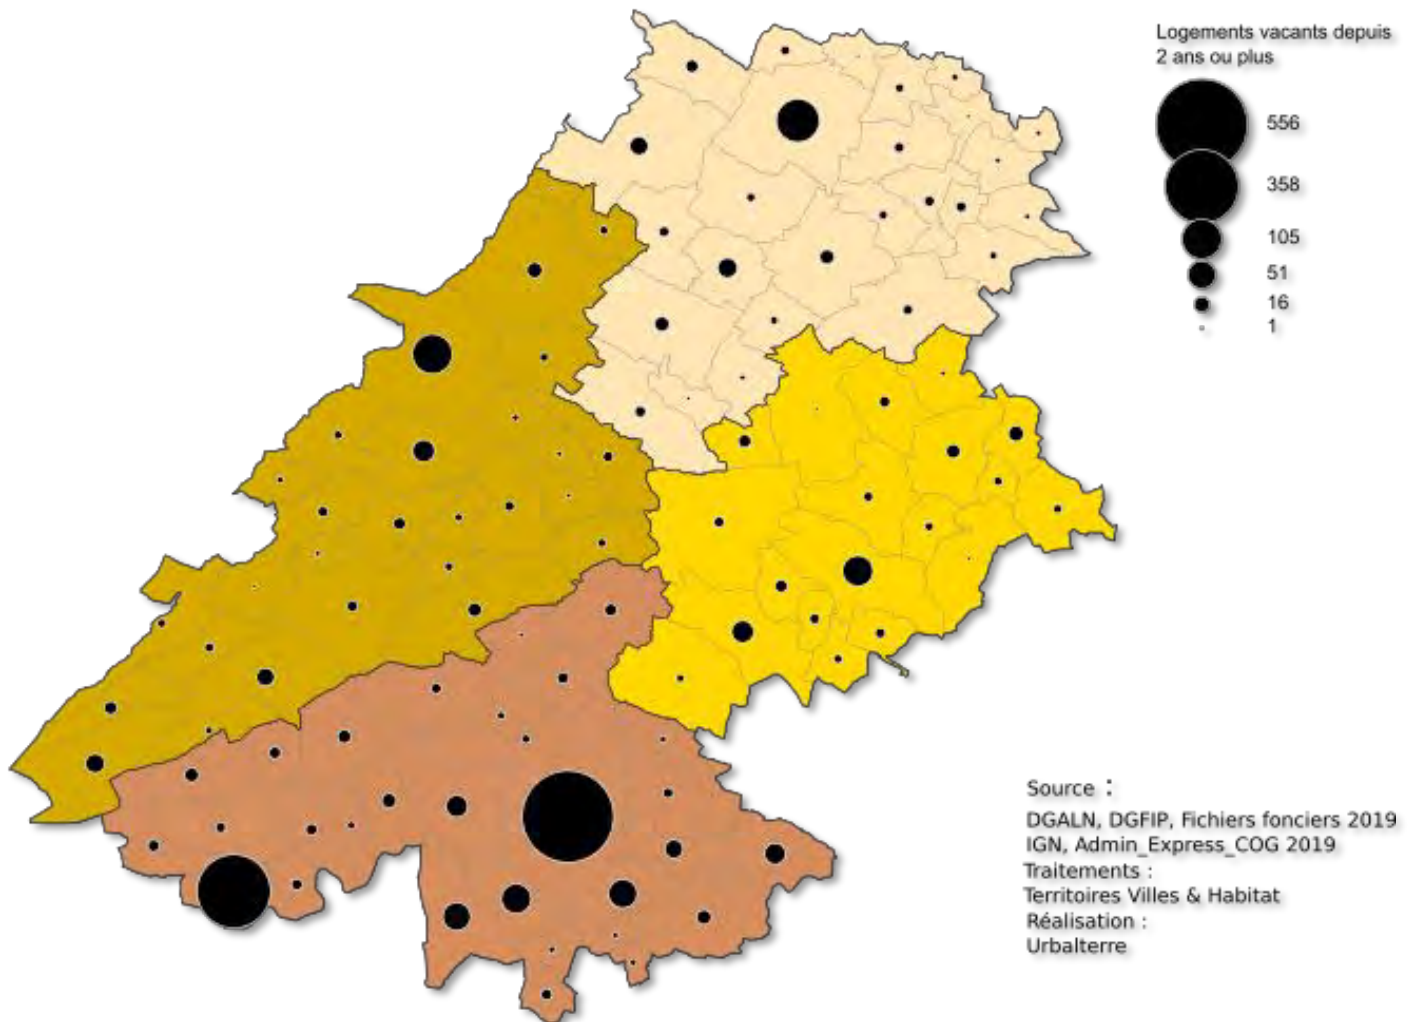 Logements vacants depuis
2 ans ou plus
556
358
105
51
16
1
Source :
DGALN, DGFIP, Fichiers fonciers 2019
IGN, Admin_Express_COG 2019
Traitements :
Territoires Villes & Habitat
Réalisation :
Urbalterre